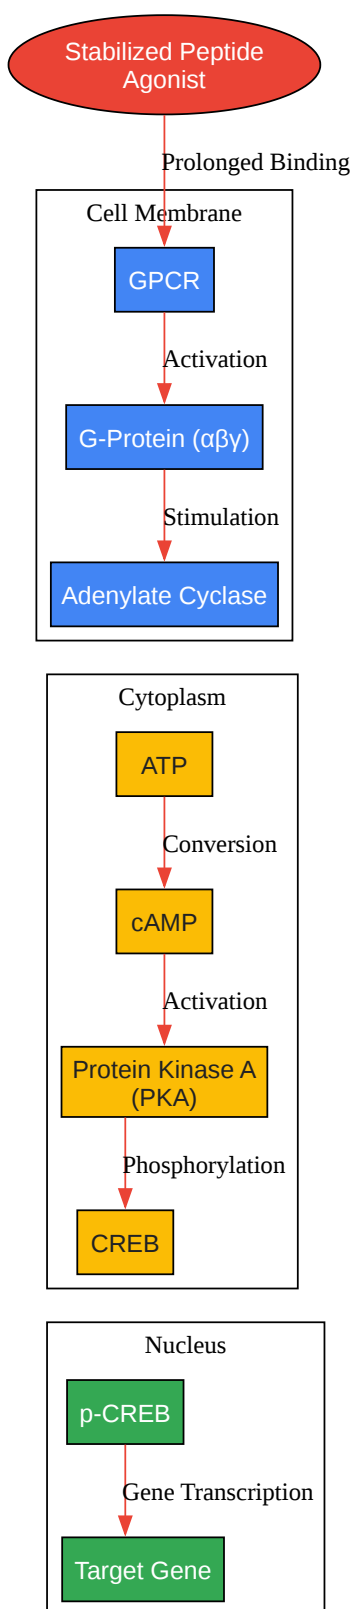 Stabilized Peptide
Agonist
Prolonged Binding
Cell Membrane
GPCR
Activation
G-Protein (αβγ)
Stimulation
Adenylate Cyclase
Cytoplasm
ATP
Conversion
cAMP
Activation
Protein Kinase A
(PKA)
Phosphorylation
CREB
Nucleus
p-CREB
Gene Transcription
Target Gene